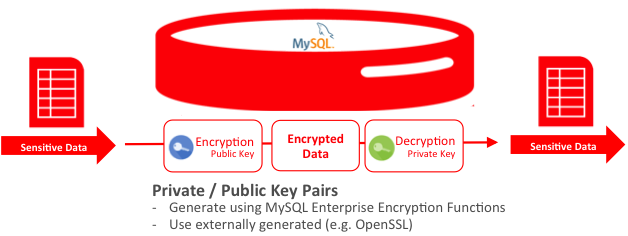 MySQL
Sensitive Data
Encryption
Public Key
Encrypted
Data
Decryption
Private Key
Sensitive Data
Private / Public Key Pairs
- Generate using MySQL Enterprise Encryption Functions
- Use externally generated (e.g. OpenSSL)